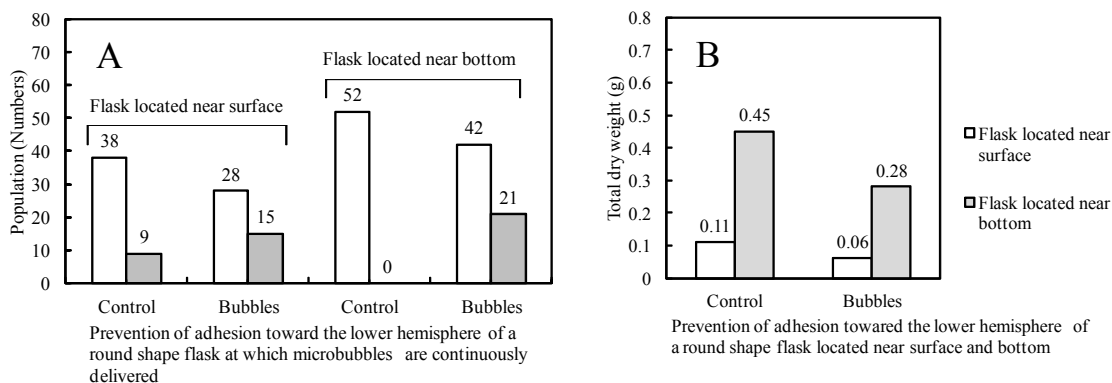 A
Population (Numbers)
80
70
60
50
40
30
20
10
0
Flask located near surface
Flask located near bottom
38
9
28
15
52
0
42
21
Control
Bubbles
Control
Bubbles
Prevention of adhesion toward the lower hemisphere of a
round shape flask at which microbubbles are continuously
delivered
B
Total dry weight (g)
0.8
0.7
0.6
0.5
0.4
0.3
0.2
0.1
0
0.11
0.45
0.06
0.28
Control
Bubbles
Flask located near
surface
Flask located near
bottom
Prevention of adhesion towared the lower hemisphere of
a round shape flask located near surface and bottom